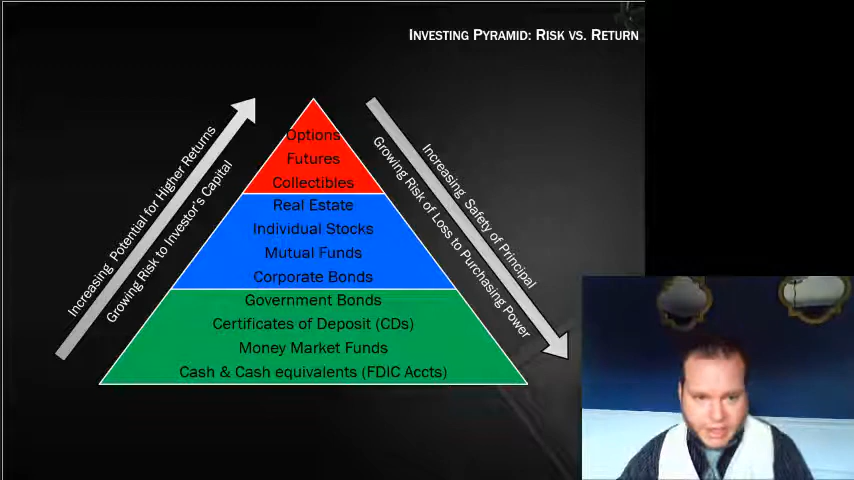 Investing Pyramid: Risk vs. Return
Increasing Potential for Higher Returns
Growing Risk to Investor's Capital
Options
Futures
Collectibles
Real Estate
Individual Stocks
Mutual Funds
Corporate Bonds
Government Bonds
Certificates of Deposit (CDs)
Money Market Funds
Cash & Cash equivalents (FDIC Accts)
Increasing Safety of Principal
Growing Risk of Loss to Purchasing Power